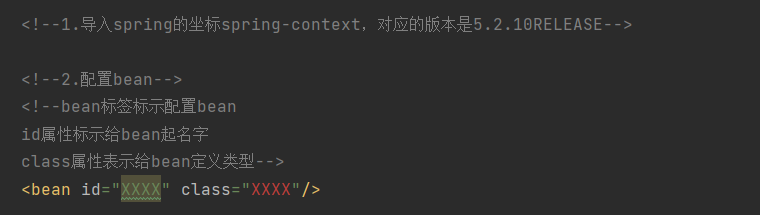 <!--1.导入spring的坐标spring-context，对应的版本是5.2.10RELEASE-->
<!--2.配置bean-->
<!--bean标签标示配置bean
id属性标示给bean起名字
class属性表示给bean定义类型-->
<bean id="XXXX" class="XXXX"/>